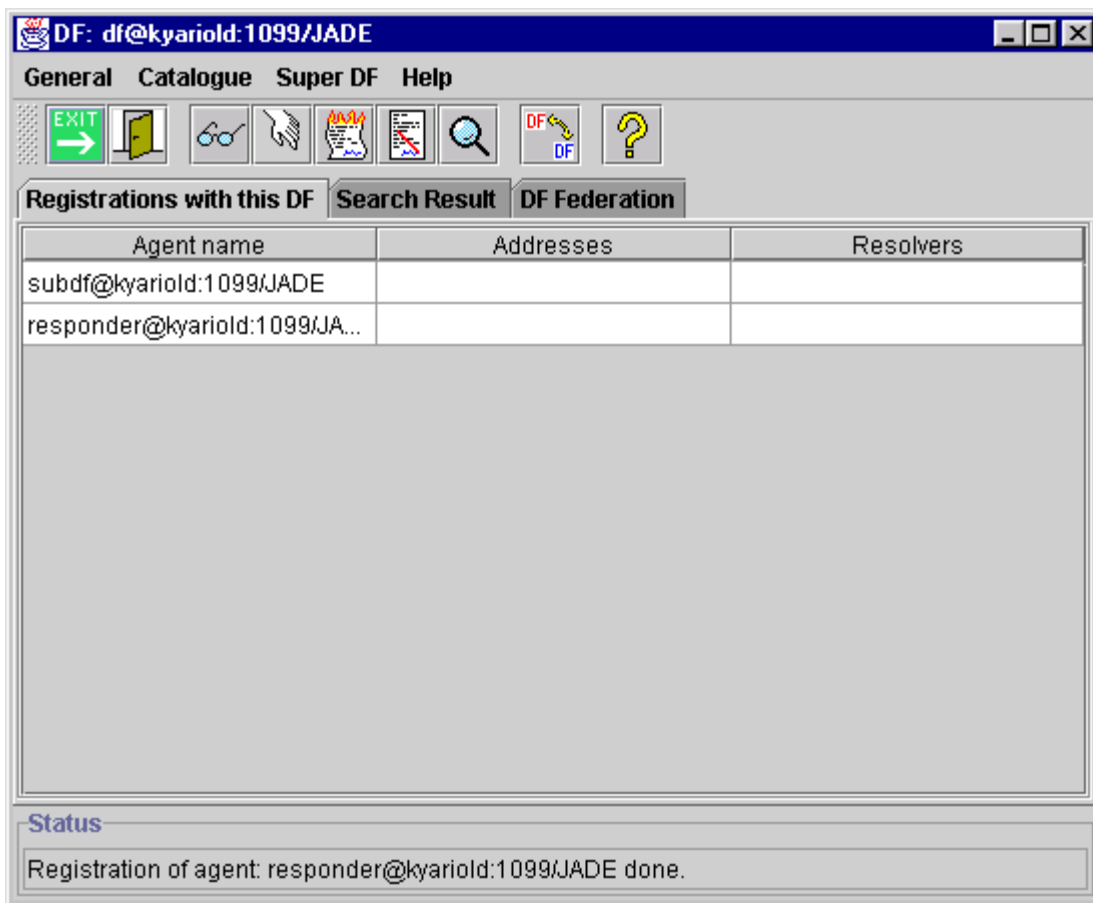 DF: df@kyariold:1099/JADE
General Catalogue Super DF Help
EXIT DF DF
Registrations with this DF Search Result DF Federation
Agent name Addresses Resolvers
subdf@kyariold:1099/JADE
responder@kyariold:1099/JA...
Status
Registration of agent: responder@kyariold:1099/JADE done.